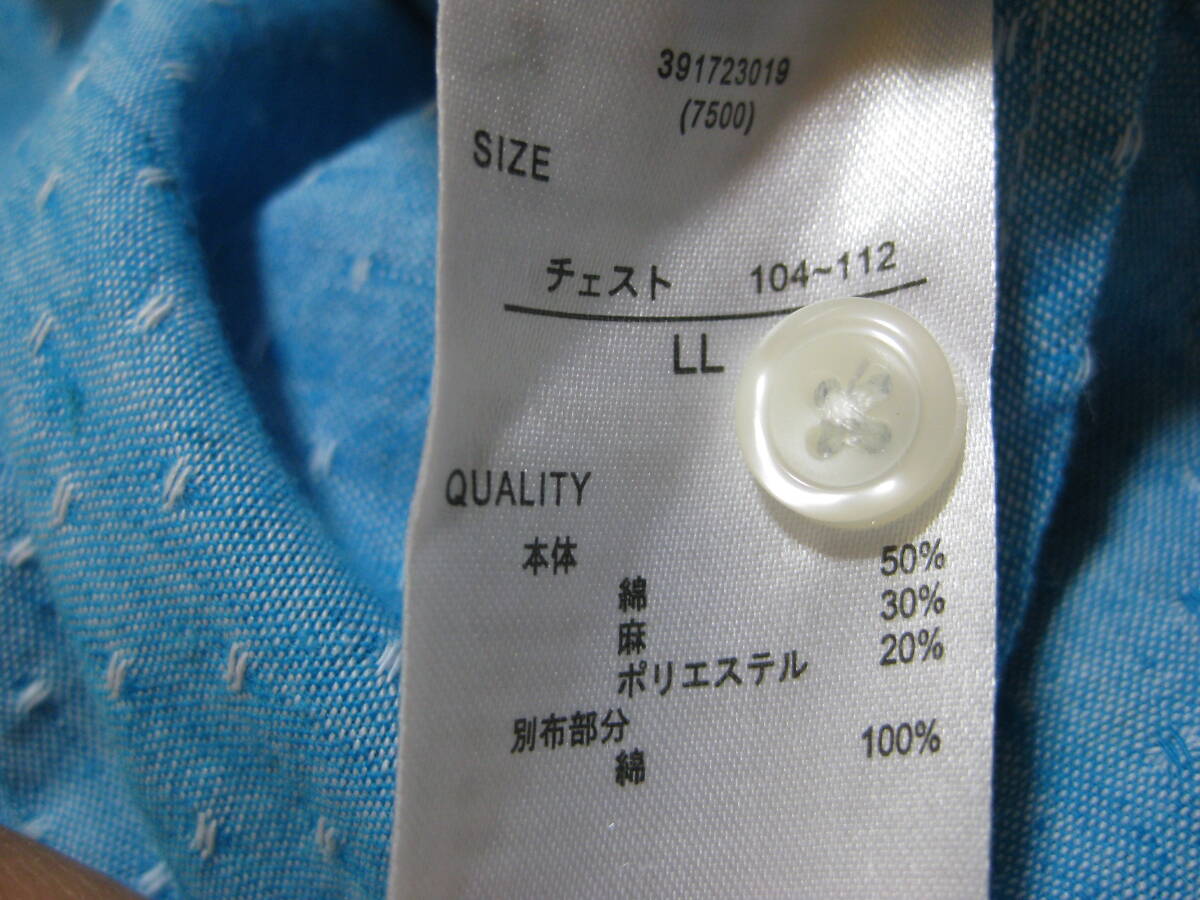 391723019
(7500)
SIZE
チェスト 104~112
LL
QUALITY
本体
綿 50%
麻 30%
ポリエステル 20%
別布部分
綿 100%